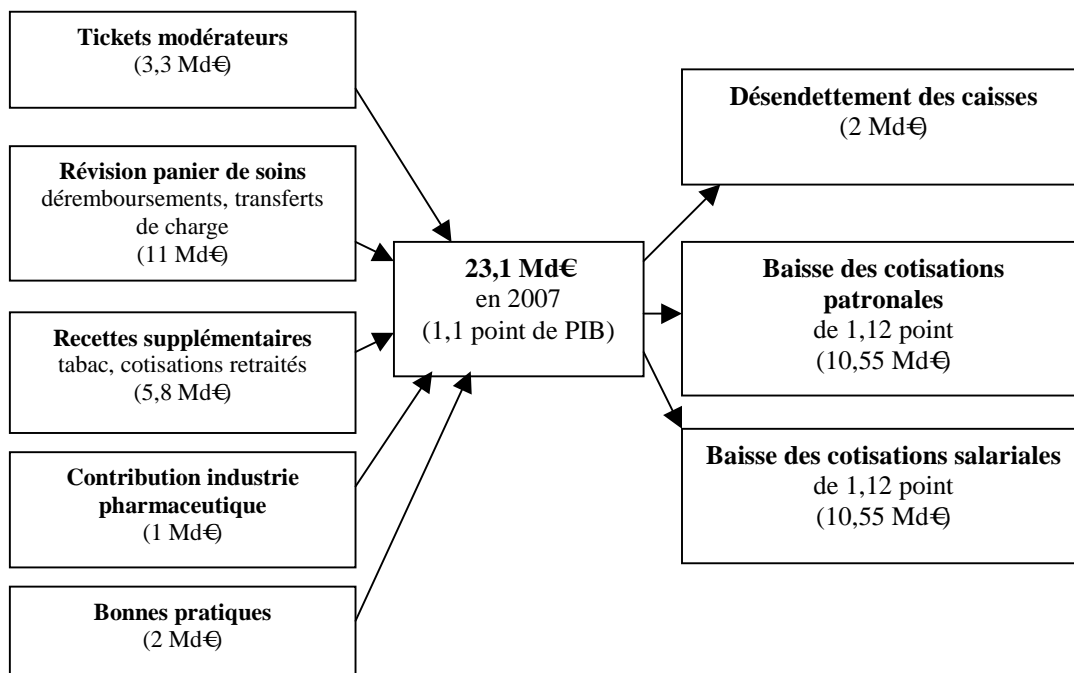 Tickets modérateurs
(3,3 Md€)
Révision panier de soins
déremboursements, transferts
de charge
(11 Md€)
Recettes supplémentaires
tabac, cotisations retraités
(5,8 Md€)
Contribution industrie
pharmaceutique
(1 Md€)
Bonnes pratiques
(2 Md€)
23,1 Md€
en 2007
(1,1 point de PIB)
Désendettement des caisses
(2 Md€)
Baisse des cotisations
patronales
de 1,12 point
(10,55 Md€)
Baisse des cotisations salariales
de 1,12 point
(10,55 Md€)